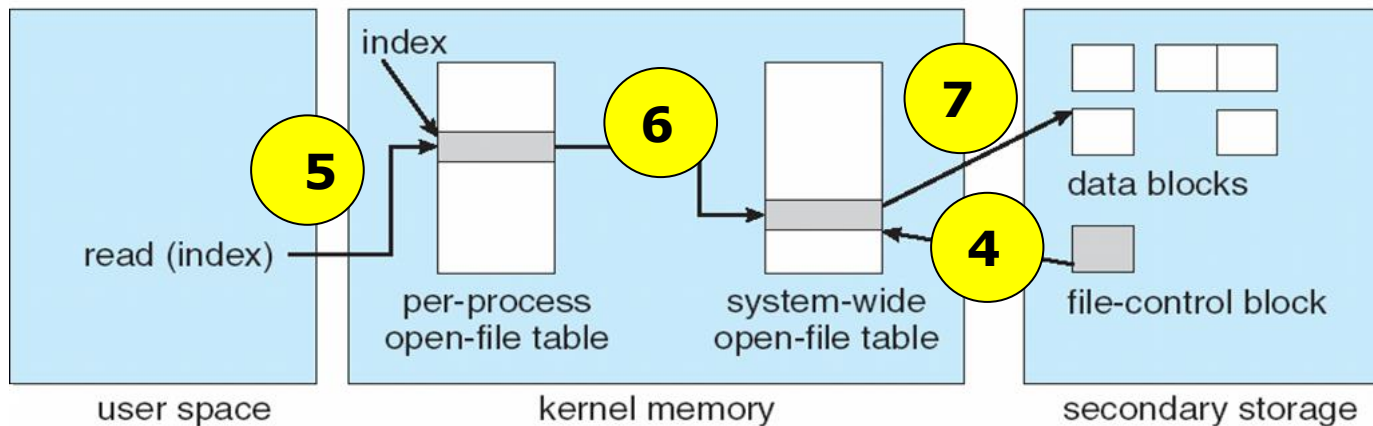 index
5
6
7
4
read (index)
per-process
open-file table
system-wide
open-file table
data blocks
file-control block
user space
kernel memory
secondary storage